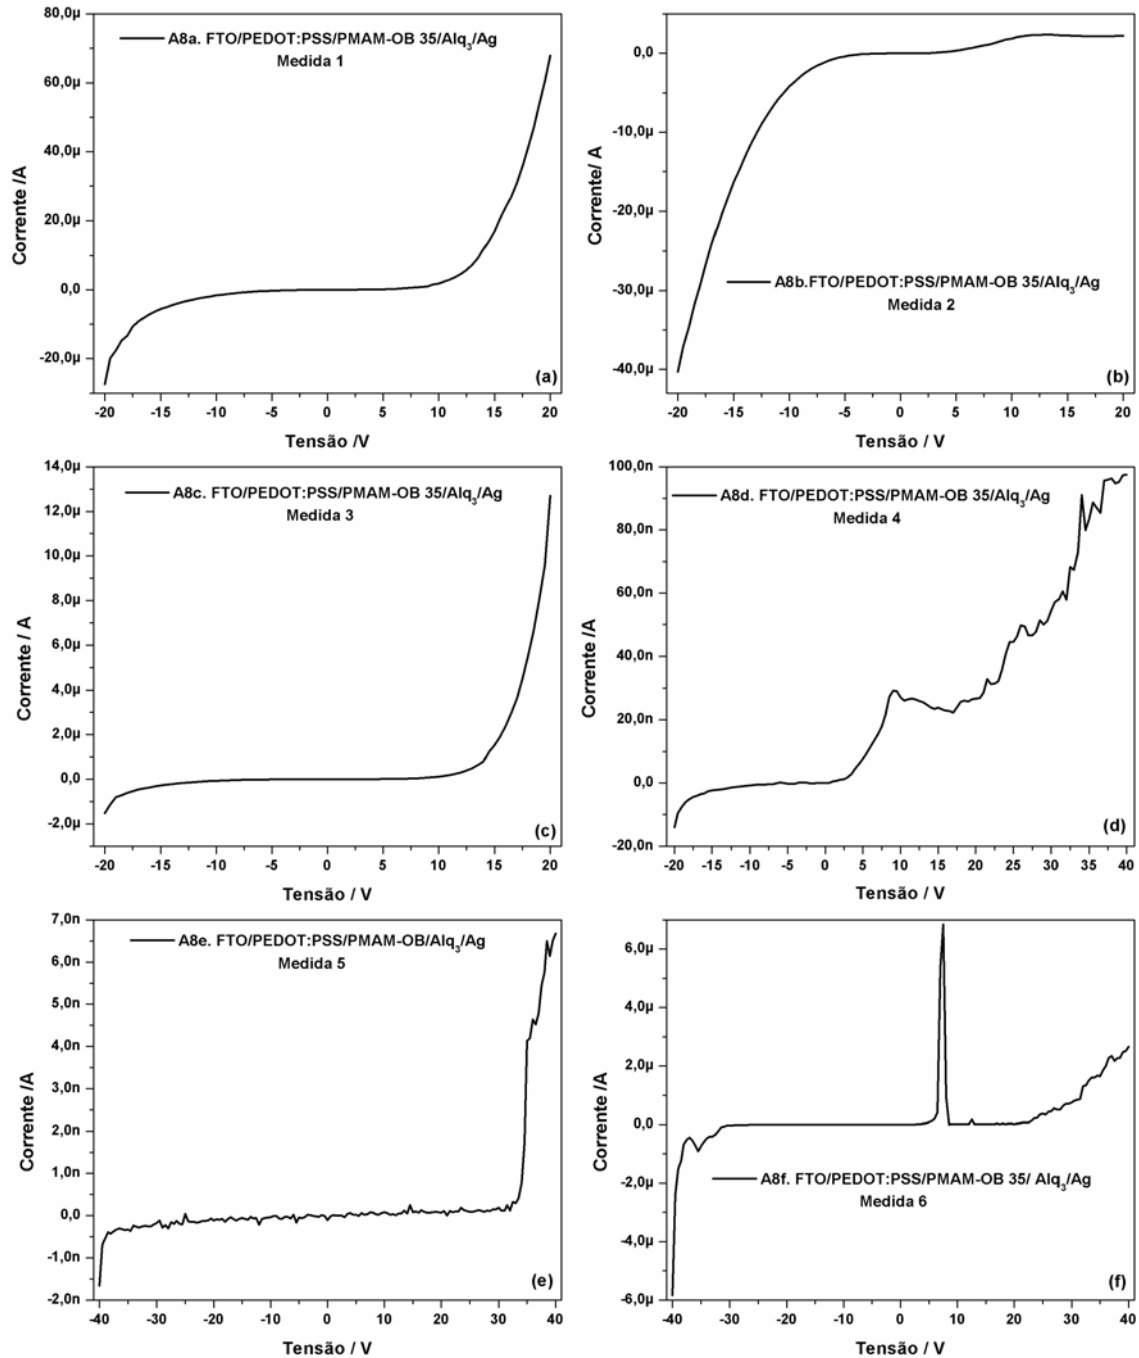 80,0µ
60,0µ
40,0µ
20,0µ
0,0
-20,0µ
Corrente /A
A8a. FTO/PEDOT:PSS/PMAM-OB 35/Alq3/Ag
Medida 1
(a)
-20 -15 -10 -5 0 5 10 15 20
Tensão /V
0,0
-10,0µ
-20,0µ
-30,0µ
-40,0µ
Corrente/ A
A8b.FTO/PEDOT:PSS/PMAM-OB 35/Alq3/Ag
Medida 2
(b)
-20 -15 -10 -5 0 5 10 15 20
Tensão / V
14,0µ
12,0µ
10,0µ
8,0µ
6,0µ
4,0µ
2,0µ
0,0
-2,0µ
Corrente / A
A8c. FTO/PEDOT:PSS/PMAM-OB 35/Alq3/Ag
Medida 3
(c)
-20 -15 -10 -5 0 5 10 15 20
Tensão / V
100,0n
80,0n
60,0n
40,0n
20,0n
0,0
-20,0n
Corrente /A
A8d. FTO/PEDOT:PSS/PMAM-OB 35/Alq3/Ag
Medida 4
(d)
-20 -15 -10 -5 0 5 10 15 20 25 30 35 40
Tensão / V
7,0n
6,0n
5,0n
4,0n
3,0n
2,0n
1,0n
0,0
-1,0n
-2,0n
Corrente /A
A8e. FTO/PEDOT:PSS/PMAM-OB/Alq3/Ag
Medida 5
(e)
-40 -30 -20 -10 0 10 20 30 40
Tensão / V
6,0µ
4,0µ
2,0µ
0,0
-2,0µ
-4,0µ
-6,0µ
Corrente /A
A8f. FTO/PEDOT:PSS/PMAM-OB 35/ Alq3/Ag
Medida 6
(f)
-40 -30 -20 -10 0 10 20 30 40
Tensão / V